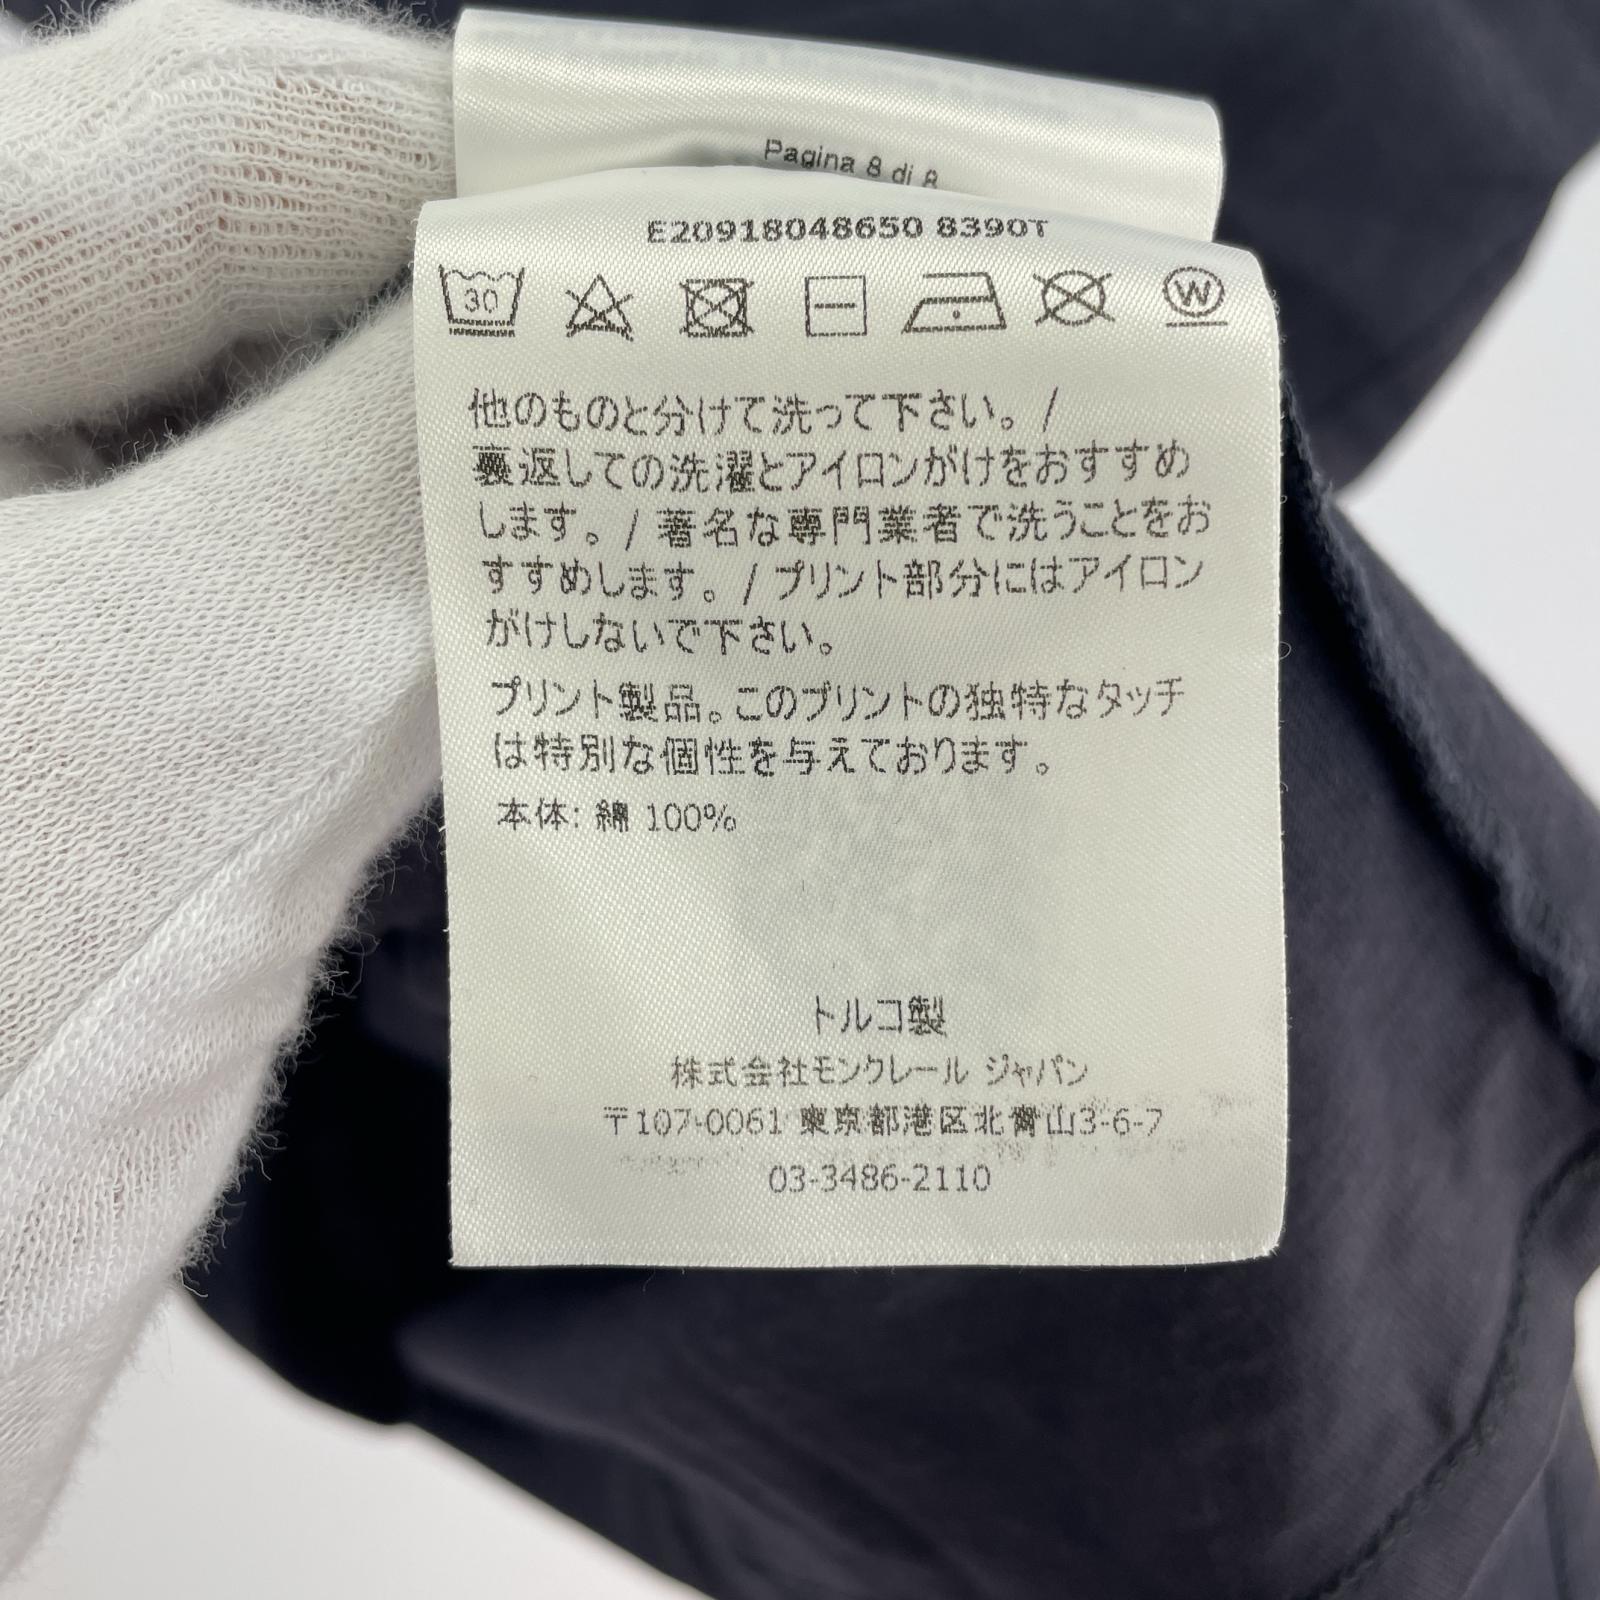 Pagina 8 di 8
E20918048650 8390T
30
W
他のものと分けて洗って下さい。/
裏返しての洗濯とアイロンがけをおすすめ
します。/ 著名な専門業者で洗うことをお
すすめします。/ プリント部分にはアイロン
がけしないで下さい。
プリント製品。このプリントの独特なタッチ
は特別な個性を与えております。
本体: 綿 100%
トルコ製
株式会社モンクレール ジャパン
〒107-0061 東京都港区北青山3-6-7
03-3486-2110